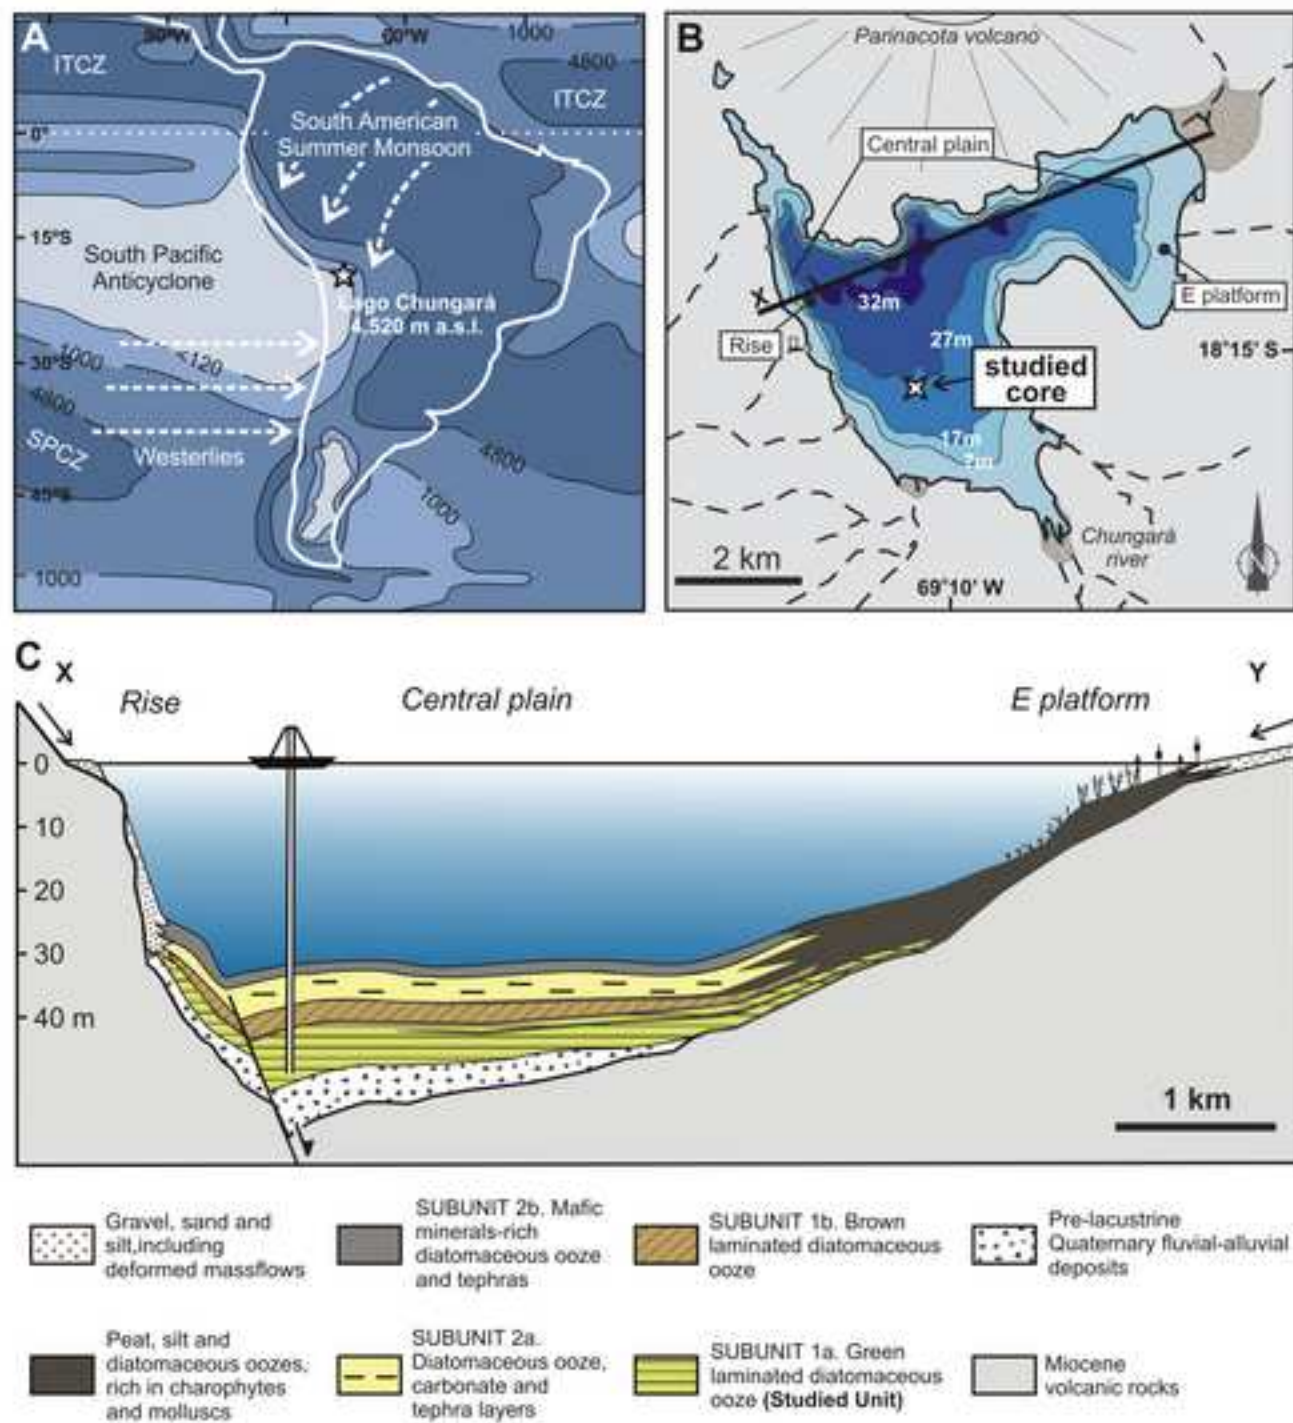 A
90°W
60°W
1000
4800
ITCZ
ITCZ
0°
South American
Summer Monsoon
15°S
South Pacific
Anticyclone
Lago Chungará
4.520 m a.s.l.
30°S
1000
<120
4800
SPCZ
Westerlies
45°S
4800
1000
1000
B
Parinacota volcano
Central plain
Y
X
E platform
32m
Rise
27m
18°15' S
studied
core
17m
7m
Chungará
river
2 km
69°10' W
C
X
Y
Rise
Central plain
E platform
0
10
20
30
40 m
1 km
Gravel, sand and
silt,including
deformed massflows
SUBUNIT 2b. Mafic
minerals-rich
diatomaceous ooze
and tephras
SUBUNIT 1b. Brown
laminated diatomaceous
ooze
Pre-lacustrine
Quaternary fluvial-alluvial
deposits
Peat, silt and
diatomaceous oozes,
rich in charophytes
and molluscs
SUBUNIT 2a.
Diatomaceous ooze,
carbonate and
tephra layers
SUBUNIT 1a. Green
laminated diatomaceous
ooze (Studied Unit)
Miocene
volcanic rocks